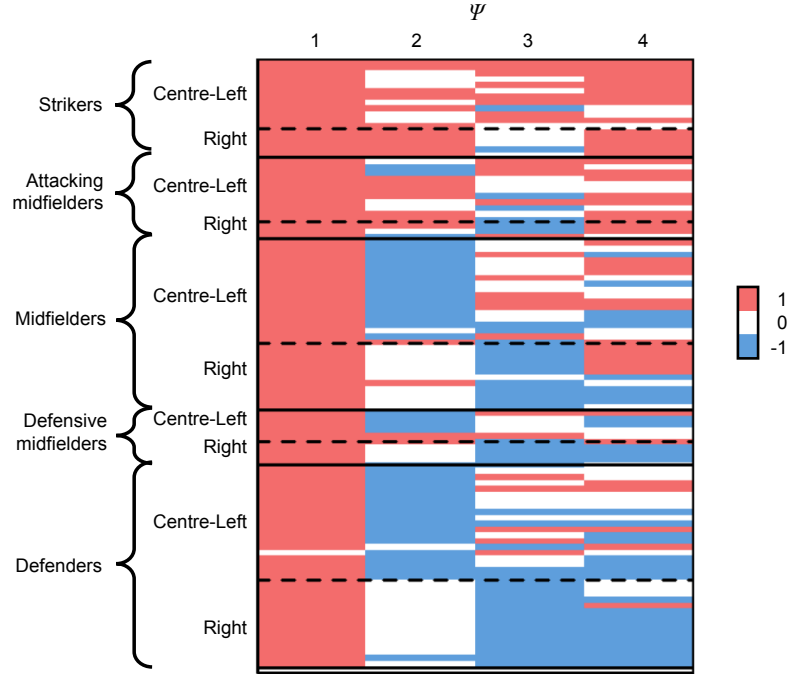 Ψ
1 2 3 4
Strikers
Centre-Left
Right
Attacking
midfielders
Centre-Left
Right
Midfielders
Centre-Left
Right
Defensive
midfielders
Centre-Left
Right
Defenders
Centre-Left
Right
1
0
-1